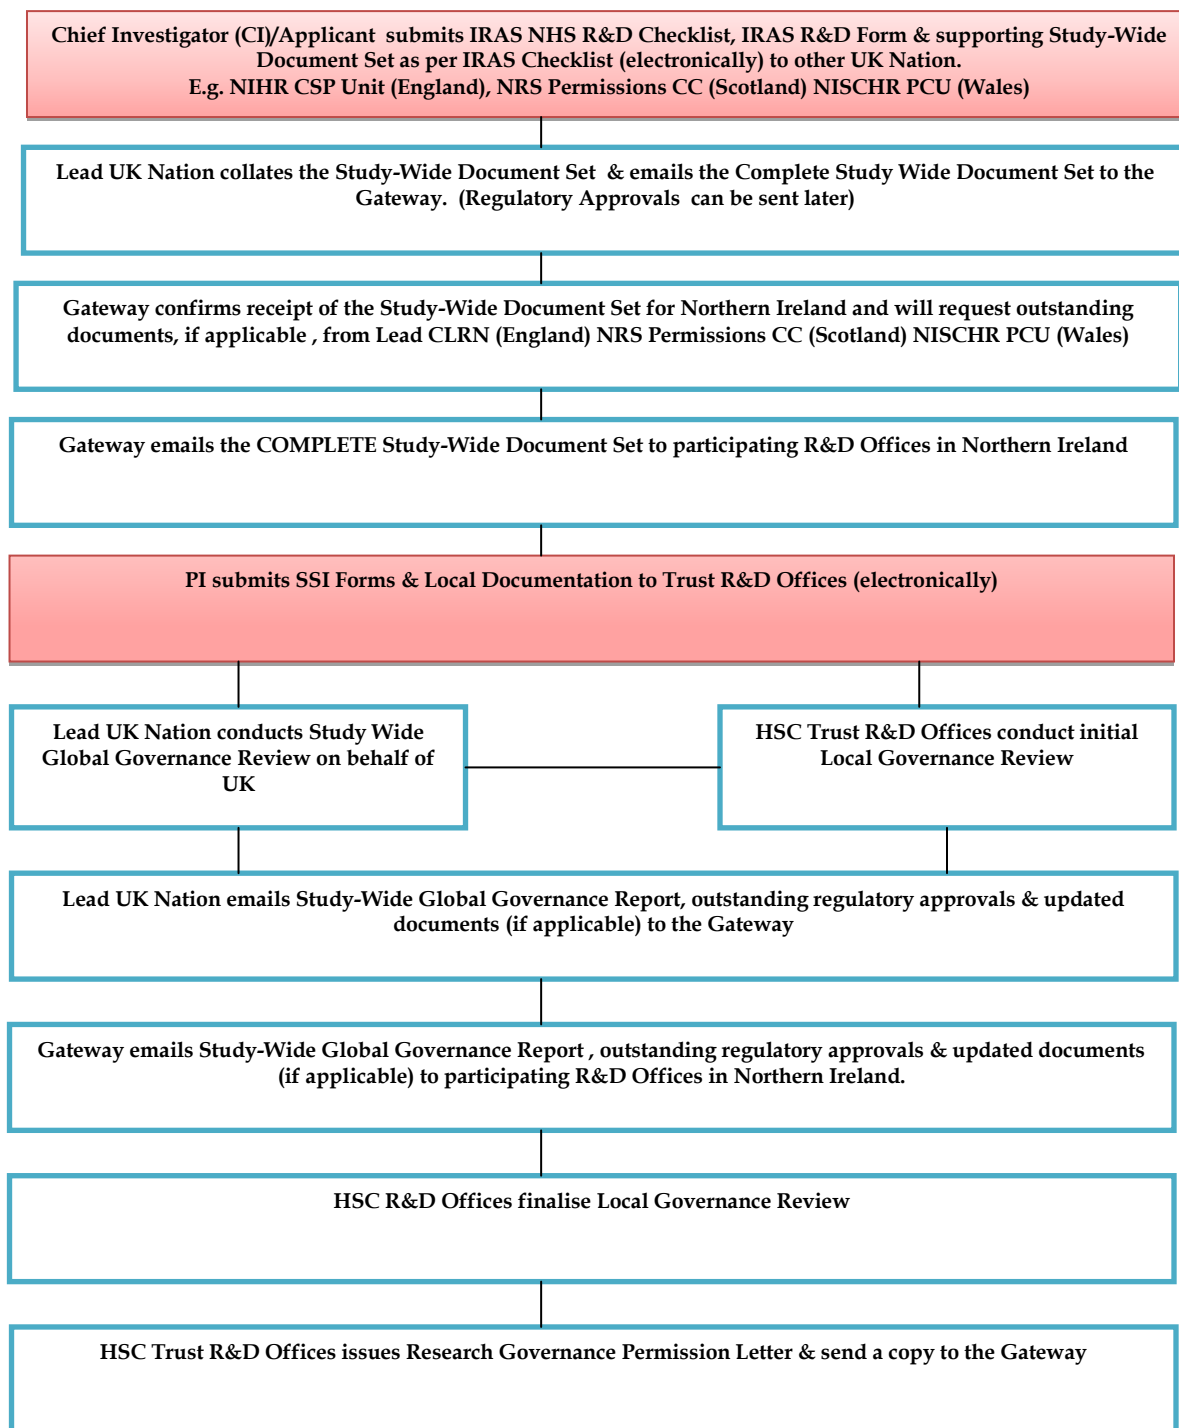 Chief Investigator (CI)/Applicant submits IRAS NHS R&D Checklist, IRAS R&D Form & supporting Study-Wide
Document Set as per IRAS Checklist (electronically) to other UK Nation.
E.g. NIHR CSP Unit (England), NRS Permissions CC (Scotland) NISCHR PCU (Wales)
Lead UK Nation collates the Study-Wide Document Set & emails the Complete Study Wide Document Set to the
Gateway. (Regulatory Approvals can be sent later)
Gateway confirms receipt of the Study-Wide Document Set for Northern Ireland and will request outstanding
documents, if applicable , from Lead CLRN (England) NRS Permissions CC (Scotland) NISCHR PCU (Wales)
Gateway emails the COMPLETE Study-Wide Document Set to participating R&D Offices in Northern Ireland
PI submits SSI Forms & Local Documentation to Trust R&D Offices (electronically)
Lead UK Nation conducts Study Wide
Global Governance Review on behalf of
UK
HSC Trust R&D Offices conduct initial
Local Governance Review
Lead UK Nation emails Study-Wide Global Governance Report, outstanding regulatory approvals & updated
documents (if applicable) to the Gateway
Gateway emails Study-Wide Global Governance Report , outstanding regulatory approvals & updated documents
(if applicable) to participating R&D Offices in Northern Ireland.
HSC R&D Offices finalise Local Governance Review
HSC Trust R&D Offices issues Research Governance Permission Letter & send a copy to the Gateway